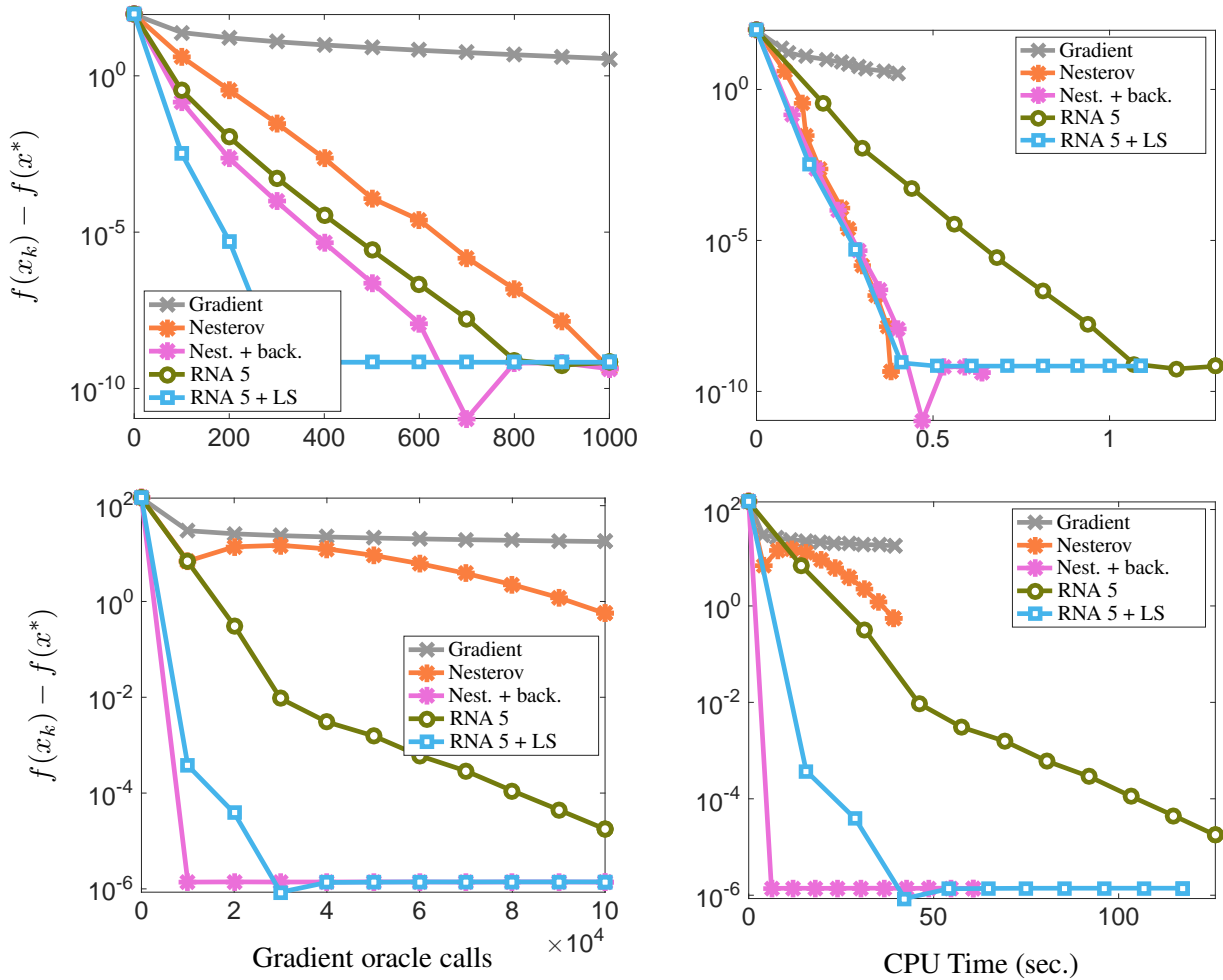 f(x_k) − f(x^*)
10^0
10^-5
10^-10
0 200 400 600 800 1000
Gradient
Nesterov
Nest. + back.
RNA 5
RNA 5 + LS
10^0
10^-5
10^-10
0 0.5 1
Gradient
Nesterov
Nest. + back.
RNA 5
RNA 5 + LS
f(x_k) − f(x^*)
10^2
10^0
10^-2
10^-4
10^-6
0 2 4 6 8 10
×10^4
Gradient
Nesterov
Nest. + back.
RNA 5
RNA 5 + LS
Gradient oracle calls
10^2
10^0
10^-2
10^-4
10^-6
0 50 100
Gradient
Nesterov
Nest. + back.
RNA 5
RNA 5 + LS
CPU Time (sec.)